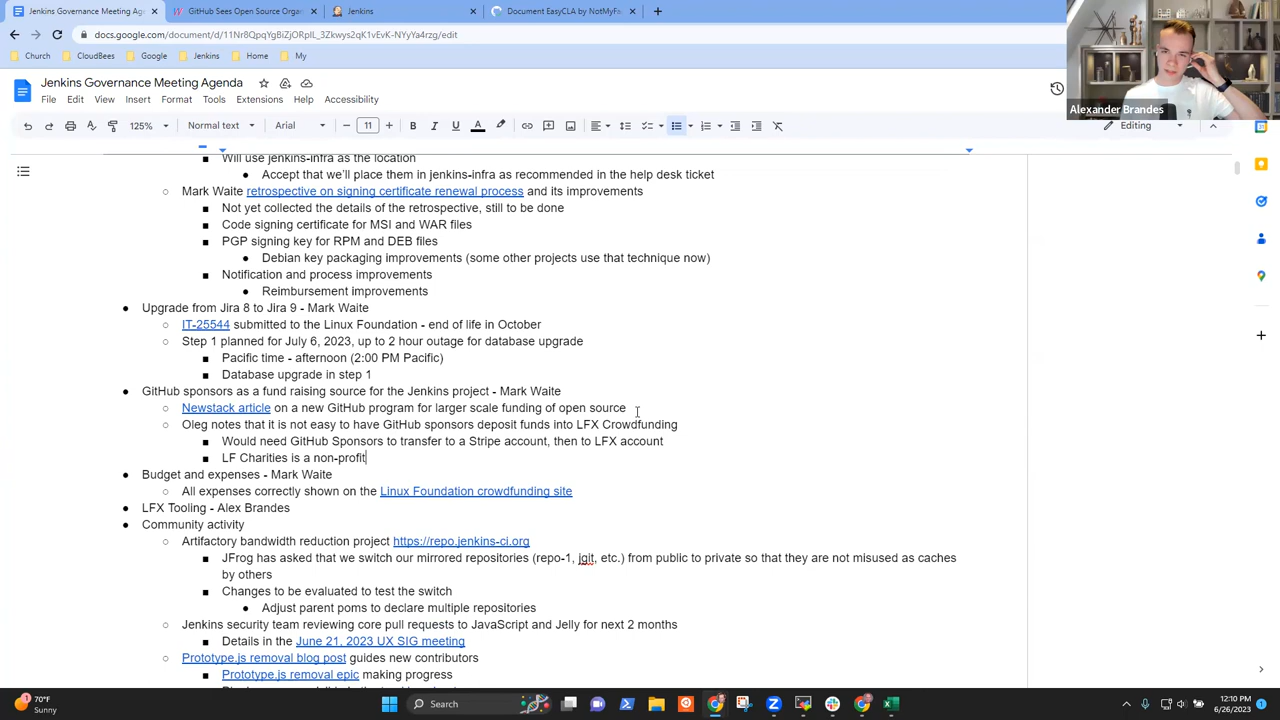 Jenkins Governance Meeting Agenda
GitHub Sees Open Source Organ
Jenkins
Document EasyCLA by NotMyFa
docs.google.com/document/d/11Nr8QpqYgBiZjORplL_3Zkwys2qK1vEvK-NYyYa4rzg/edit
Church CloudBees Google Jenkins Home My
Jenkins Governance Meeting Agenda
File Edit View Insert Format Tools Extensions Help Accessibility
125% Normal text Arial 11 Editing
Alexander Brandes
Will use jenkins-infra as the location
Accept that we'll place them in jenkins-infra as recommended in the help desk ticket
Mark Waite retrospective on signing certificate renewal process and its improvements
Not yet collected the details of the retrospective, still to be done
Code signing certificate for MSI and WAR files
PGP signing key for RPM and DEB files
Debian key packaging improvements (some other projects use that technique now)
Notification and process improvements
Reimbursement improvements
Upgrade from Jira 8 to Jira 9 - Mark Waite
IT-25544 submitted to the Linux Foundation - end of life in October
Step 1 planned for July 6, 2023, up to 2 hour outage for database upgrade
Pacific time - afternoon (2:00 PM Pacific)
Database upgrade in step 1
GitHub sponsors as a fund raising source for the Jenkins project - Mark Waite
Newstack article on a new GitHub program for larger scale funding of open source
Oleg notes that it is not easy to have GitHub sponsors deposit funds into LFX Crowdfunding
Would need GitHub Sponsors to transfer to a Stripe account, then to LFX account
LF Charities is a non-profit
Budget and expenses - Mark Waite
All expenses correctly shown on the Linux Foundation crowdfunding site
LFX Tooling - Alex Brandes
Community activity
Artifactory bandwidth reduction project https://repo.jenkins-ci.org
JFrog has asked that we switch our mirrored repositories (repo-1, jgit, etc.) from public to private so that they are not misused as caches
by others
Changes to be evaluated to test the switch
Adjust parent poms to declare multiple repositories
Jenkins security team reviewing core pull requests to JavaScript and Jelly for next 2 months
Details in the June 21, 2023 UX SIG meeting
Prototype.js removal blog post guides new contributors
Prototype.js removal epic making progress
70°F
Sunny
Search
12:10 PM
6/26/2023